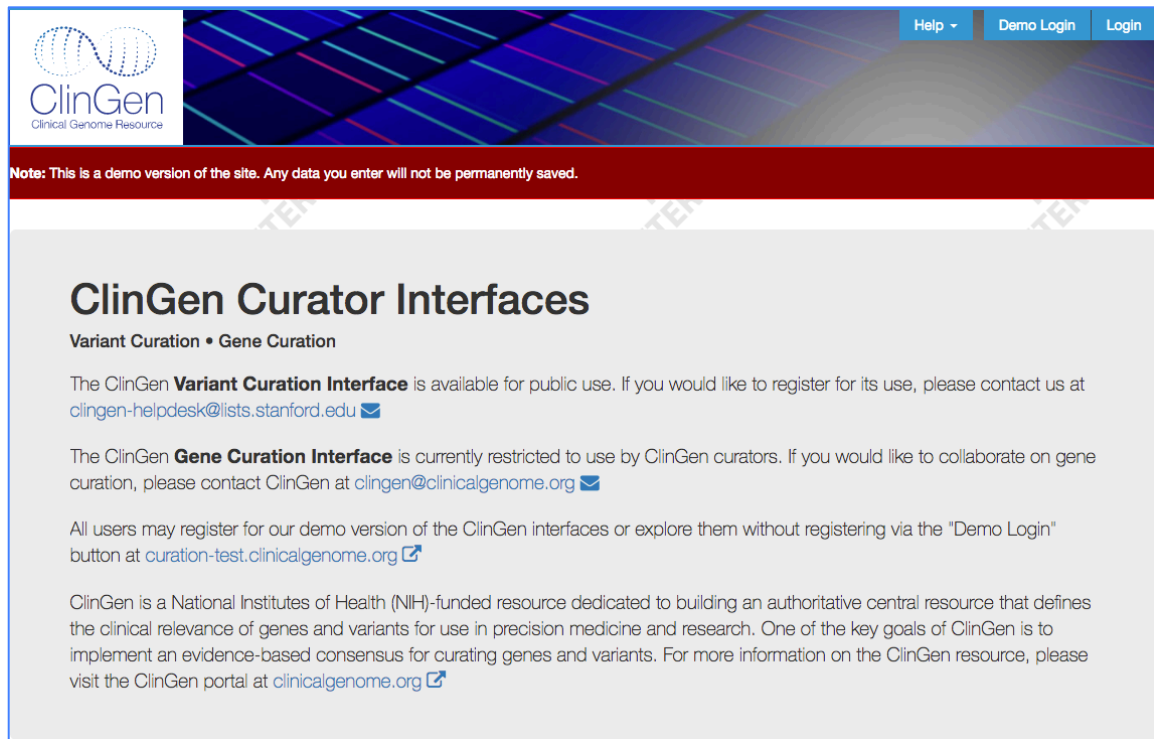 Help
Demo Login
Login
ClinGen
Clinical Genome Resource
Note: This is a demo version of the site. Any data you enter will not be permanently saved.
ClinGen Curator Interfaces
Variant Curation • Gene Curation
The ClinGen Variant Curation Interface is available for public use. If you would like to register for its use, please contact us at
clingen-helpdesk@lists.stanford.edu
The ClinGen Gene Curation Interface is currently restricted to use by ClinGen curators. If you would like to collaborate on gene
curation, please contact ClinGen at clingen@clinicalgenome.org
All users may register for our demo version of the ClinGen interfaces or explore them without registering via the "Demo Login"
button at curation-test.clinicalgenome.org
ClinGen is a National Institutes of Health (NIH)-funded resource dedicated to building an authoritative central resource that defines
the clinical relevance of genes and variants for use in precision medicine and research. One of the key goals of ClinGen is to
implement an evidence-based consensus for curating genes and variants. For more information on the ClinGen resource, please
visit the ClinGen portal at clinicalgenome.org